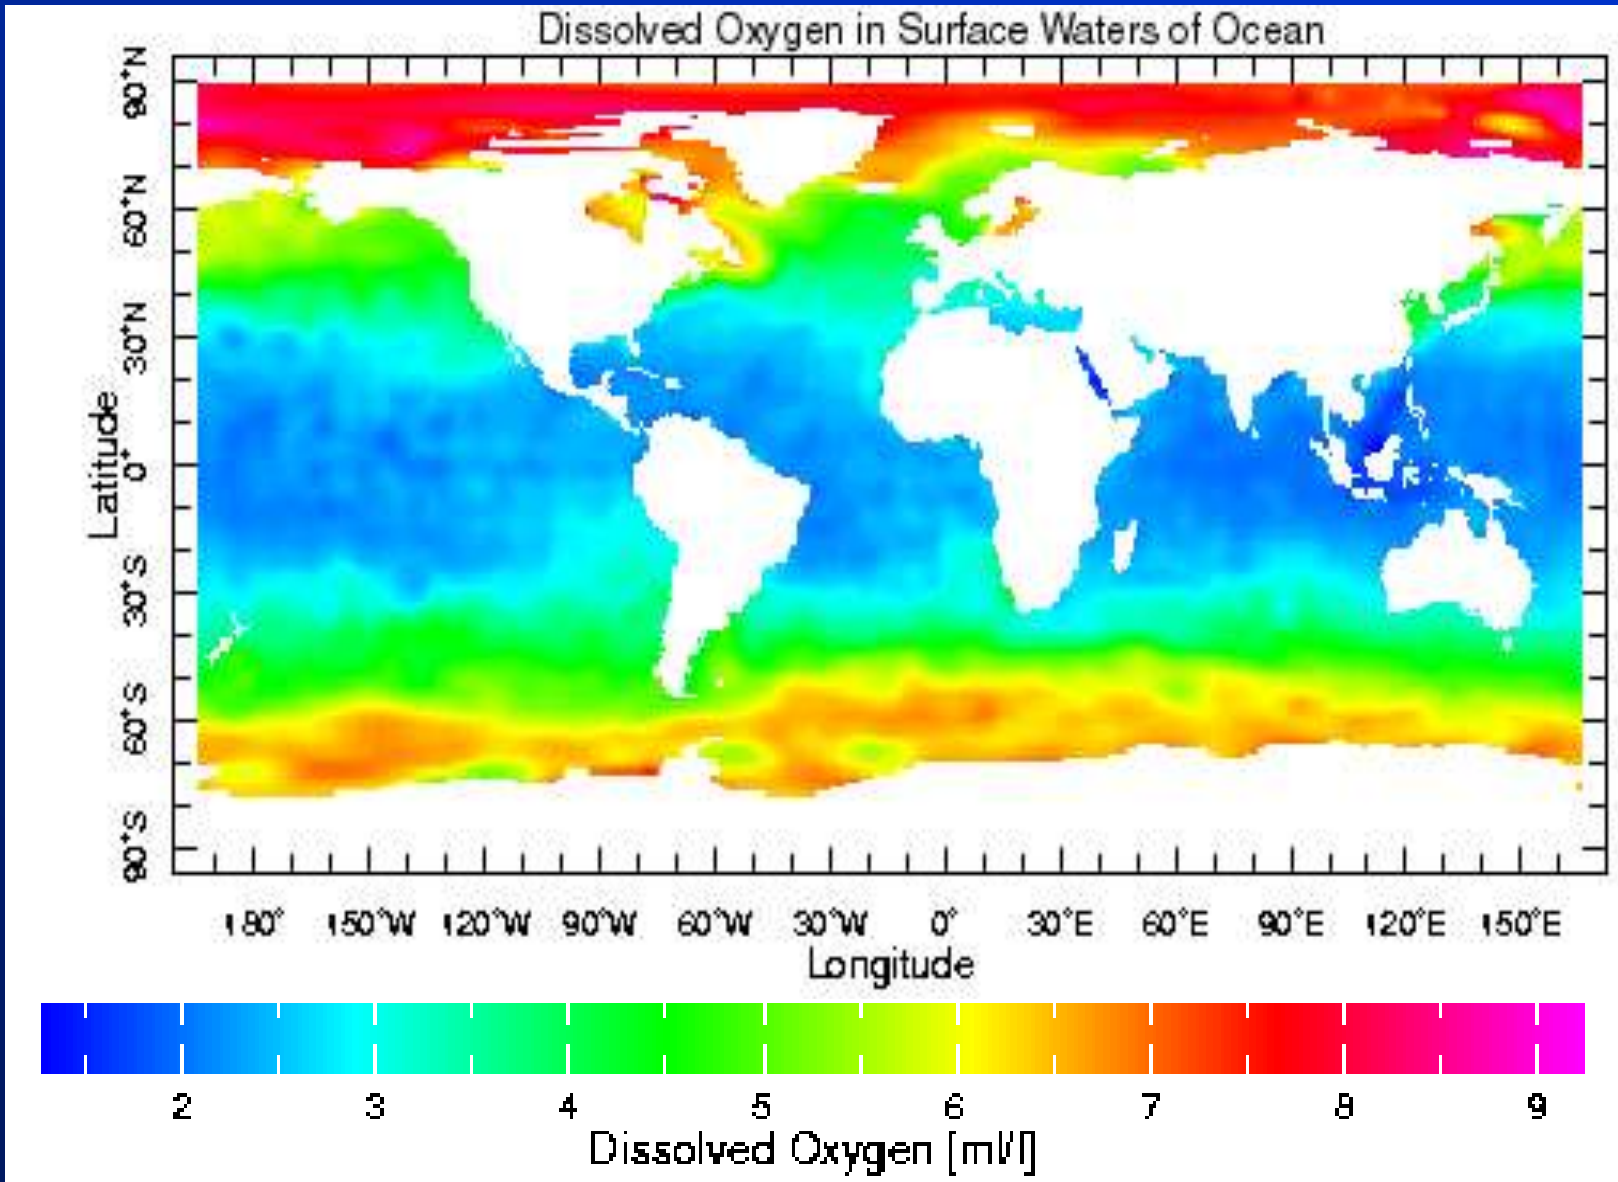 Dissolved Oxygen in Surface Waters of Ocean
90°N
60°N
30°N
0°
30°S
60°S
90°S
Latitude
180° 150°W 120°W 90°W 60°W 30°W 0° 30°E 60°E 90°E 120°E 150°E
Longitude
2 3 4 5 6 7 8 9
Dissolved Oxygen [ml/l]